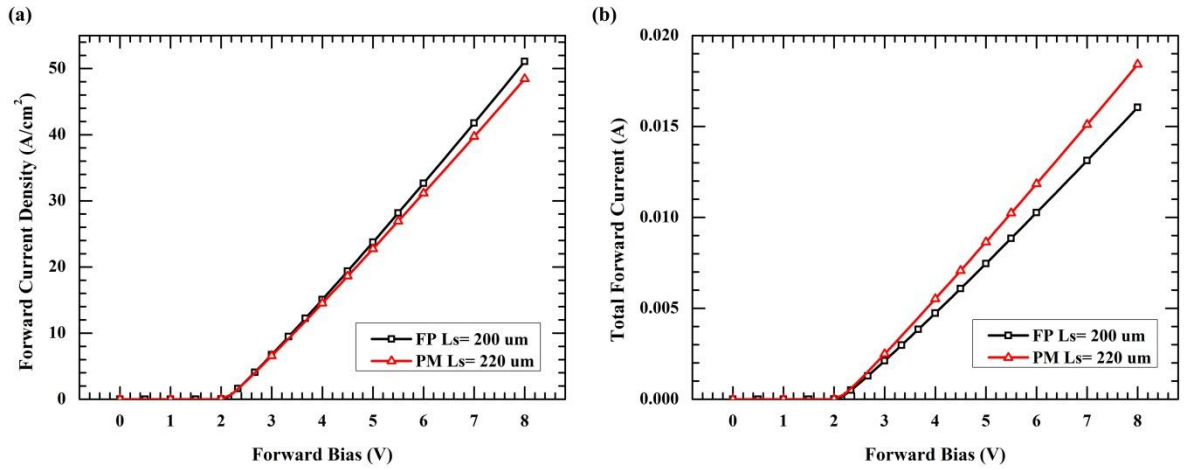 (a)
Forward Current Density (A/cm²)
50
40
30
20
10
0
FP Ls= 200 um
PM Ls= 220 um
0 1 2 3 4 5 6 7 8
Forward Bias (V)
(b)
Total Forward Current (A)
0.020
0.015
0.010
0.005
0.000
FP Ls= 200 um
PM Ls= 220 um
0 1 2 3 4 5 6 7 8
Forward Bias (V)